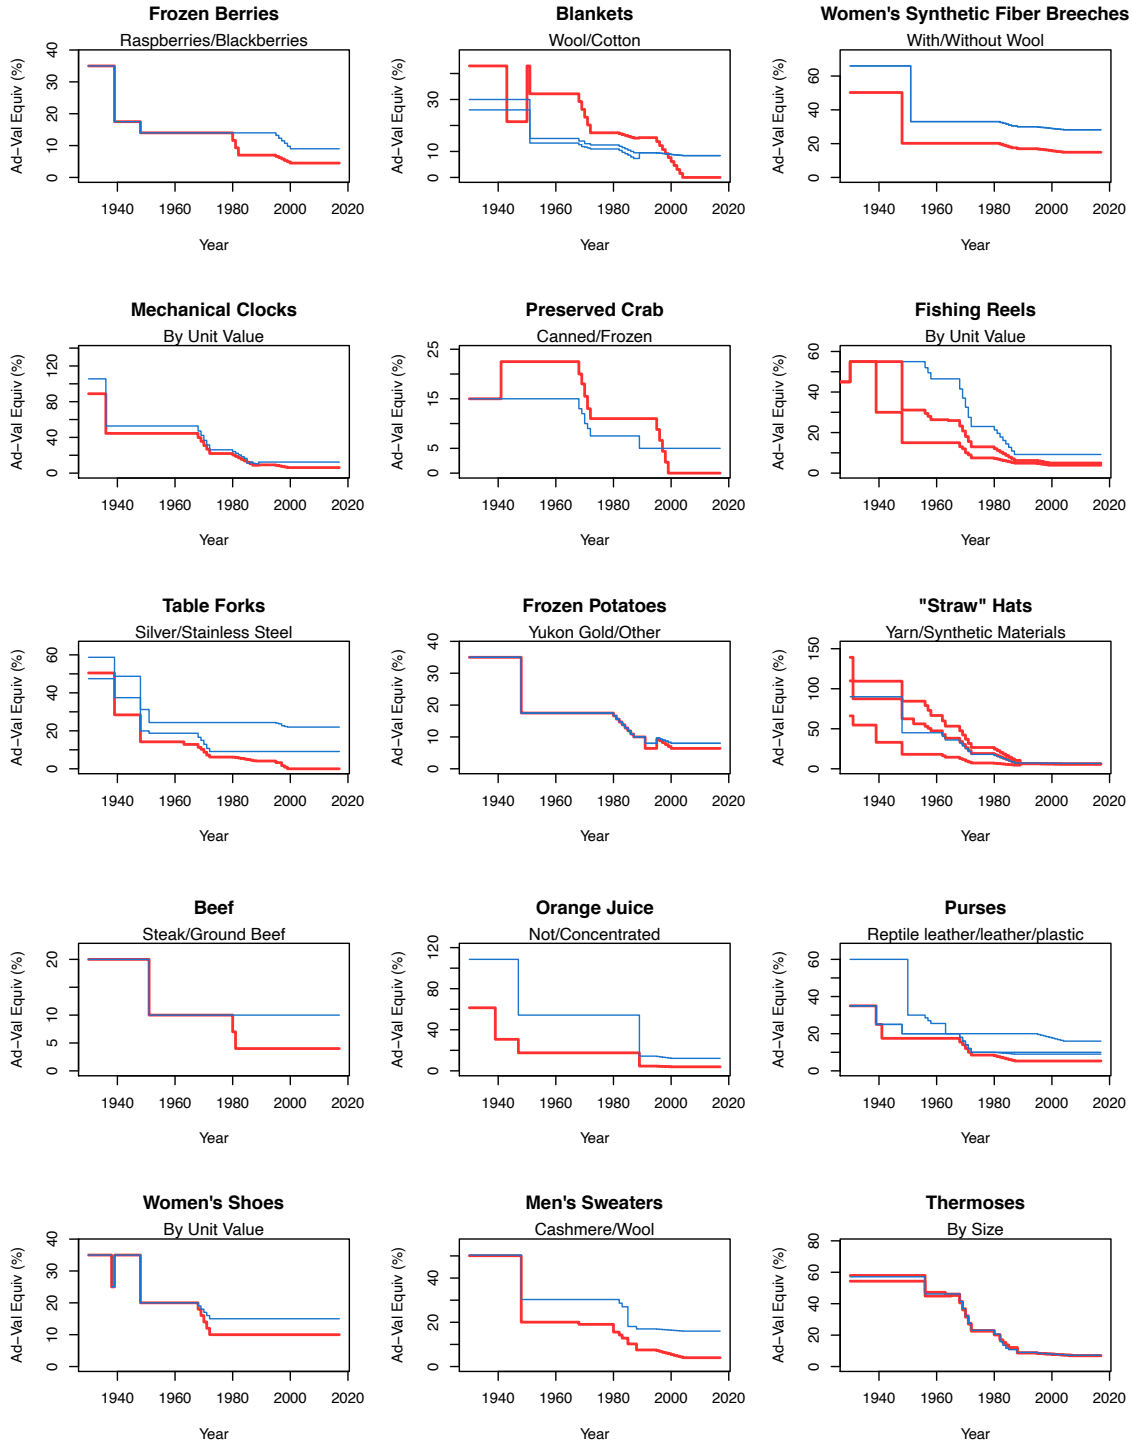 Frozen Berries
Raspberries/Blackberries
Ad−Val Equiv (%)
40
30
20
10
0
1940 1960 1980 2000 2020
Year
Blankets
Wool/Cotton
Ad−Val Equiv (%)
30
10
0
1940 1960 1980 2000 2020
Year
Women's Synthetic Fiber Breeches
With/Without Wool
Ad−Val Equiv (%)
60
40
20
0
1940 1960 1980 2000 2020
Year
Mechanical Clocks
By Unit Value
Ad−Val Equiv (%)
120
80
40
0
1940 1960 1980 2000 2020
Year
Preserved Crab
Canned/Frozen
Ad−Val Equiv (%)
25
15
5
0
1940 1960 1980 2000 2020
Year
Fishing Reels
By Unit Value
Ad−Val Equiv (%)
60
40
20
0
1940 1960 1980 2000 2020
Year
Table Forks
Silver/Stainless Steel
Ad−Val Equiv (%)
60
40
20
0
1940 1960 1980 2000 2020
Year
Frozen Potatoes
Yukon Gold/Other
Ad−Val Equiv (%)
40
30
20
10
0
1940 1960 1980 2000 2020
Year
"Straw" Hats
Yarn/Synthetic Materials
Ad−Val Equiv (%)
150
100
50
0
1940 1960 1980 2000 2020
Year
Beef
Steak/Ground Beef
Ad−Val Equiv (%)
20
10
5
0
1940 1960 1980 2000 2020
Year
Orange Juice
Not/Concentrated
Ad−Val Equiv (%)
120
80
40
0
1940 1960 1980 2000 2020
Year
Purses
Reptile leather/leather/plastic
Ad−Val Equiv (%)
60
40
20
0
1940 1960 1980 2000 2020
Year
Women's Shoes
By Unit Value
Ad−Val Equiv (%)
40
30
20
10
0
1940 1960 1980 2000 2020
Year
Men's Sweaters
Cashmere/Wool
Ad−Val Equiv (%)
40
20
0
1940 1960 1980 2000 2020
Year
Thermoses
By Size
Ad−Val Equiv (%)
80
60
40
20
0
1940 1960 1980 2000 2020
Year